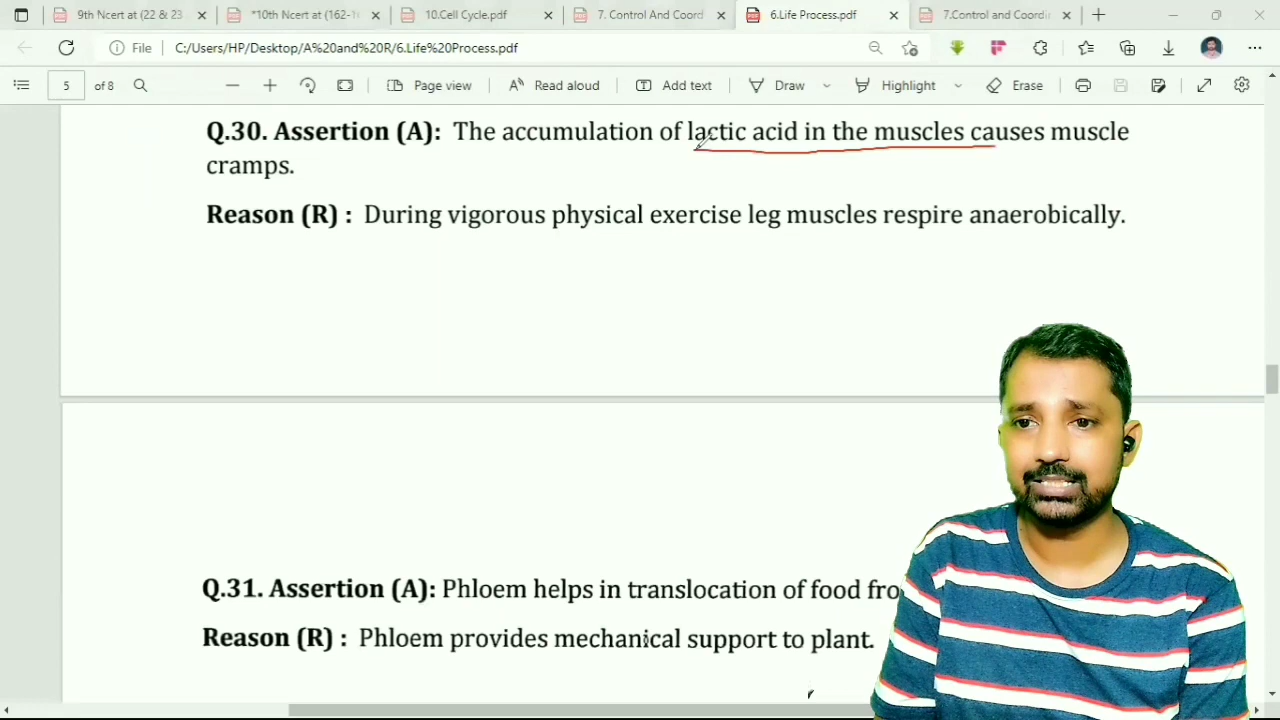 9th Ncert at (22 & 23
*10th Ncert at (162-1
10.Cell Cycle.pdf
7. Control And Coord
6.Life Process.pdf
7.Control and Coordi
File
C:/Users/HP/Desktop/A%20and%20R/6.Life%20Process.pdf
5 of 8
Page view
Read aloud
Add text
Draw
Highlight
Erase
Q.30. Assertion (A): The accumulation of lactic acid in the muscles causes muscle
cramps.
Reason (R) : During vigorous physical exercise leg muscles respire anaerobically.
Q.31. Assertion (A): Phloem helps in translocation of food fro
Reason (R) : Phloem provides mechanical support to plant.